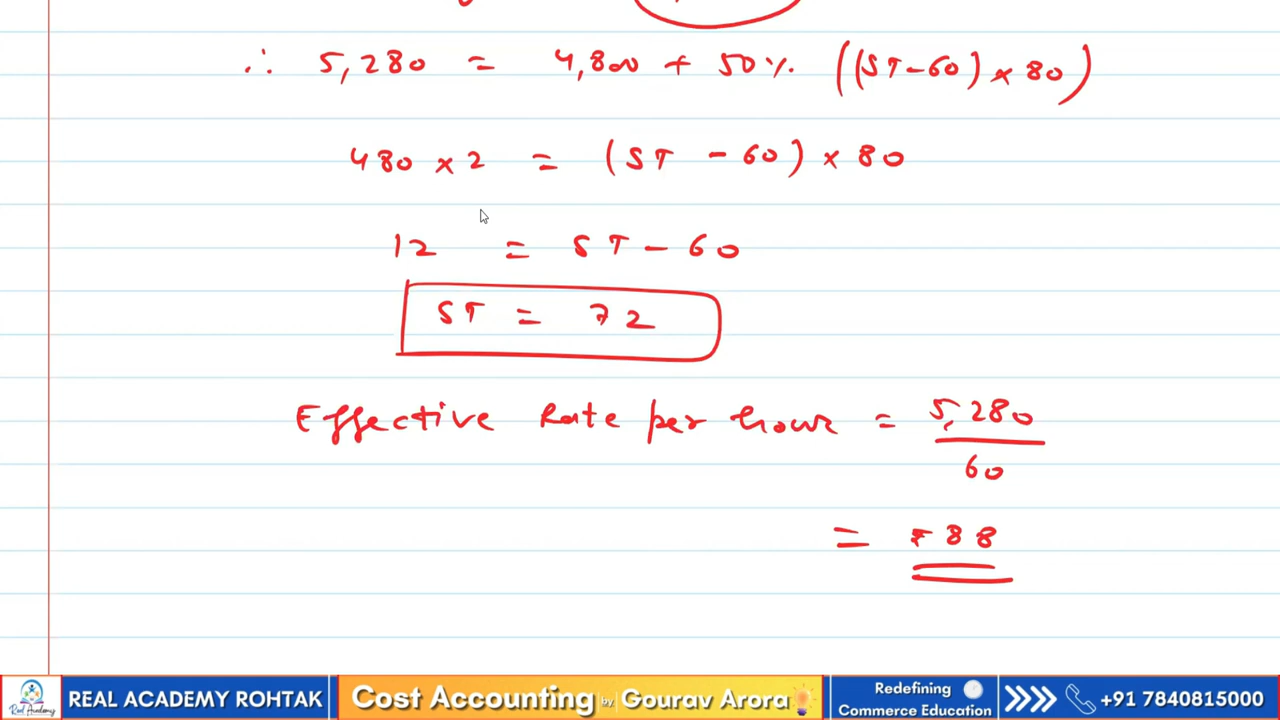 ∴ 5,280 = 4,800 + 50% ((ST-60) × 80)
480 × 2 = (ST - 60) × 80
12 = ST - 60
ST = 72
Effective Rate per hour = 5,280
60
= ₹88
Real Academy
REAL ACADEMY ROHTAK
Cost Accounting by Gourav Arora
Redefining
Commerce Education
+91 7840815000